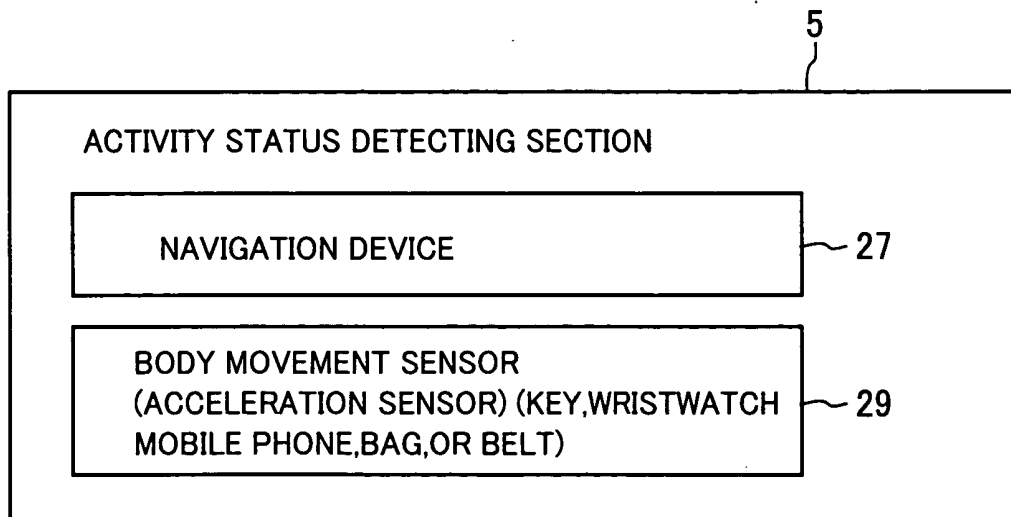 5
ACTIVITY STATUS DETECTING SECTION
NAVIGATION DEVICE
27
BODY MOVEMENT SENSOR
(ACCELERATION SENSOR) (KEY,WRISTWATCH
MOBILE PHONE,BAG,OR BELT)
29